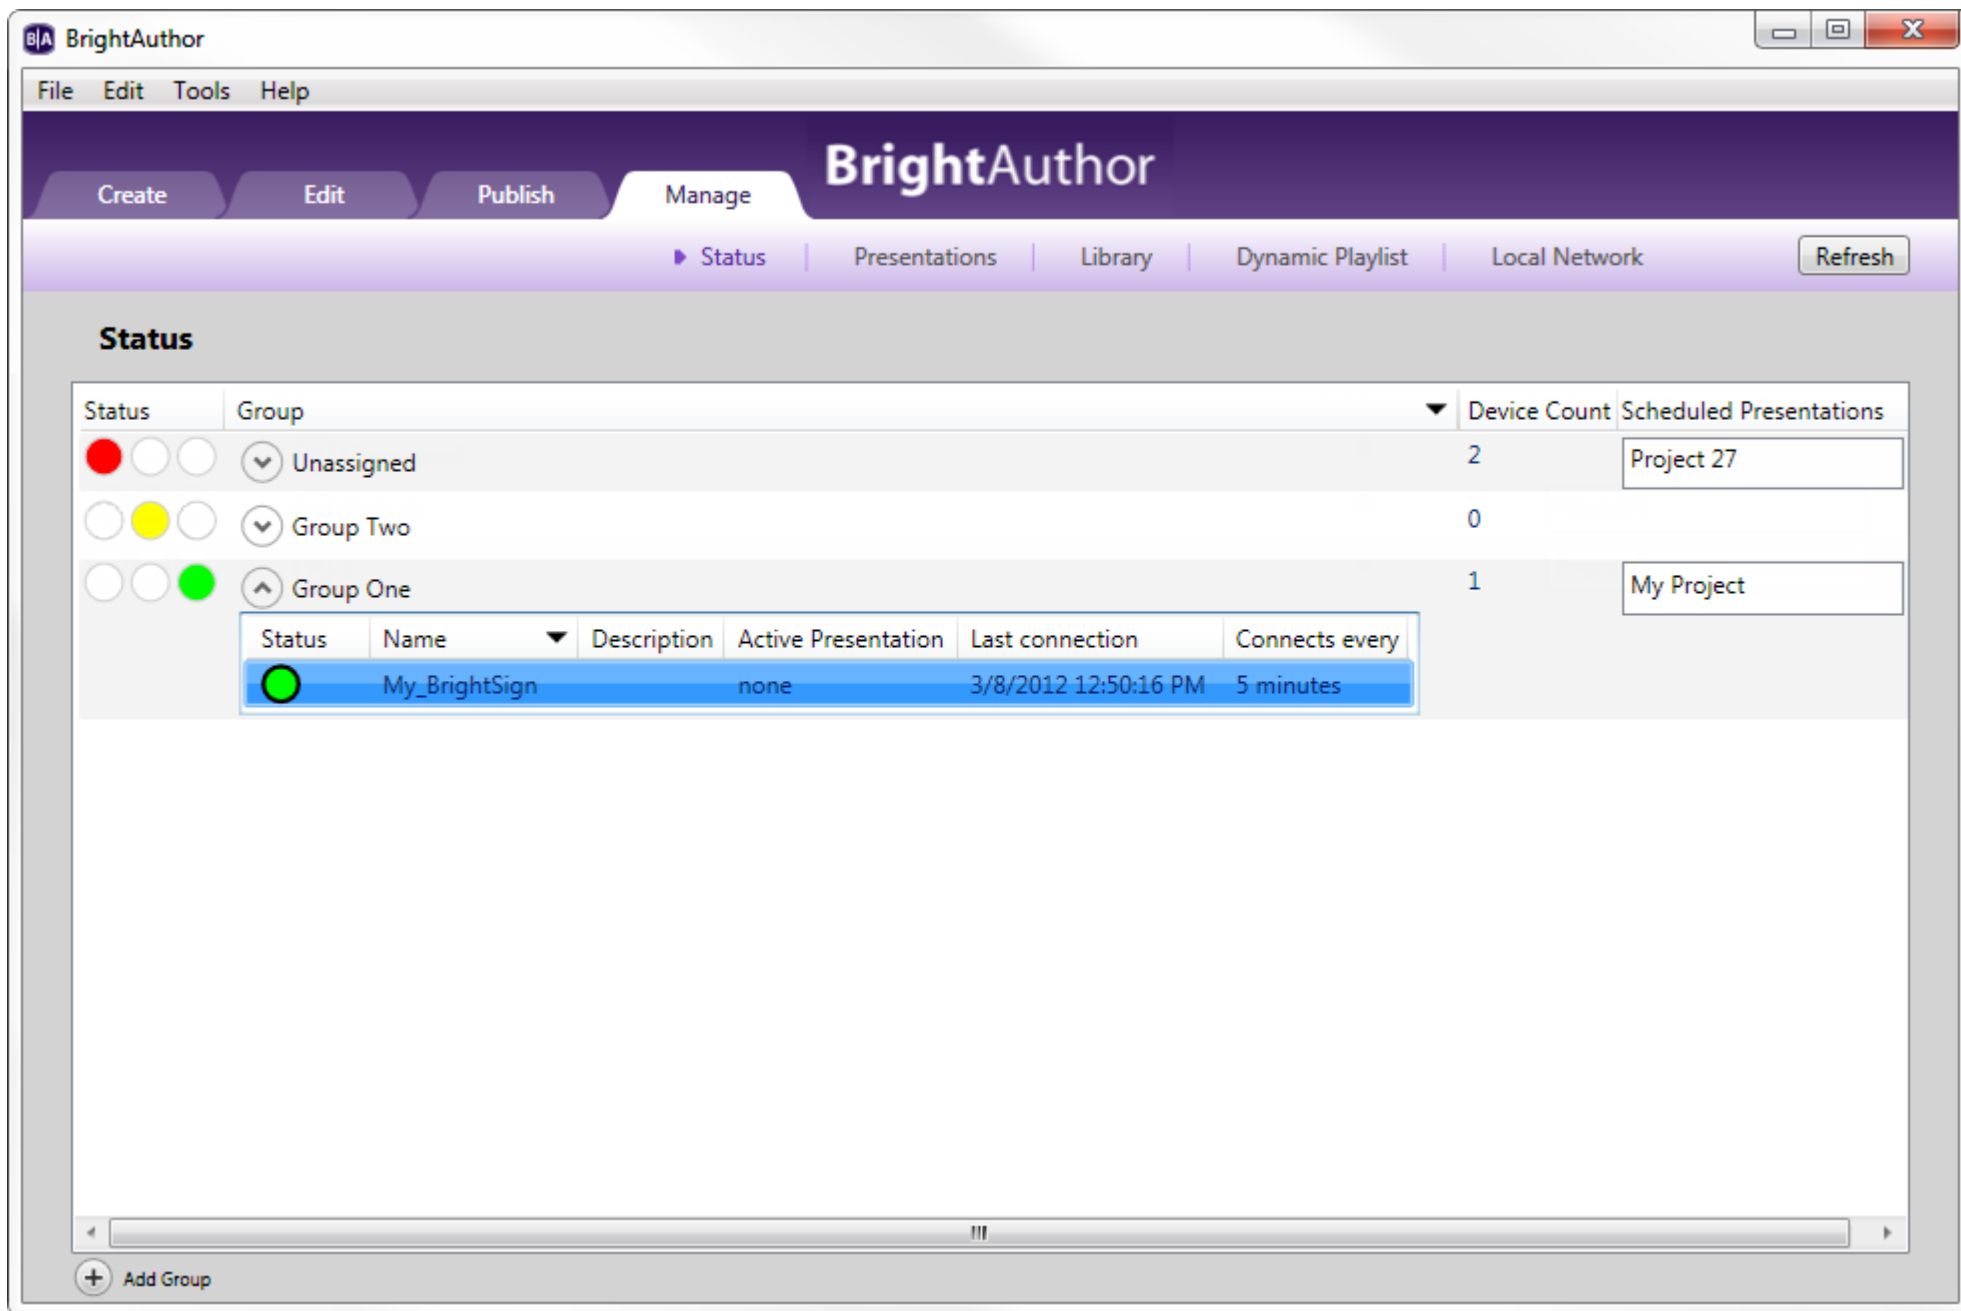 B|A BrightAuthor
File Edit Tools Help
BrightAuthor
Create Edit Publish Manage
Status Presentations Library Dynamic Playlist Local Network Refresh
Status
Status Group Device Count Scheduled Presentations
Unassigned 2 Project 27
Group Two 0
Group One 1 My Project
Status Name Description Active Presentation Last connection Connects every
My_BrightSign none 3/8/2012 12:50:16 PM 5 minutes
Add Group